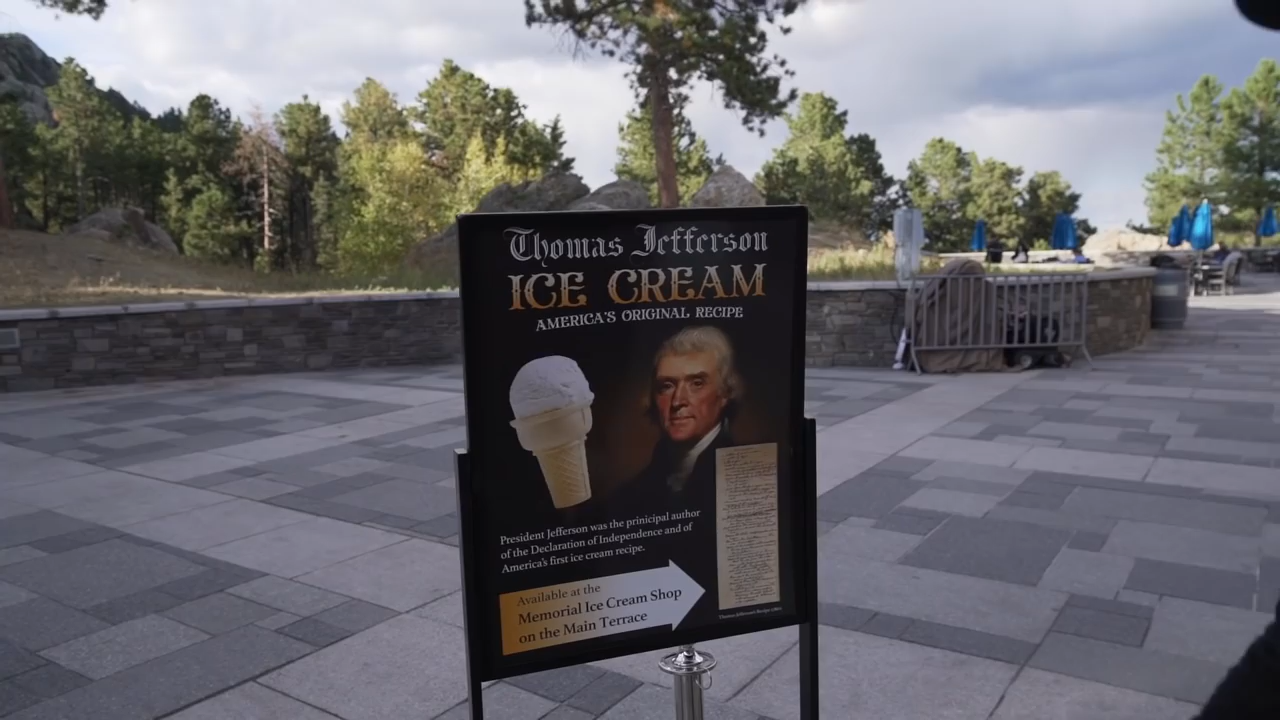 Thomas Jefferson
ICE CREAM
AMERICA'S ORIGINAL RECIPE
President Jefferson was the prinicipal author
of the Declaration of Independence and of
America's first ice cream recipe.
Available at the
Memorial Ice Cream Shop
on the Main Terrace